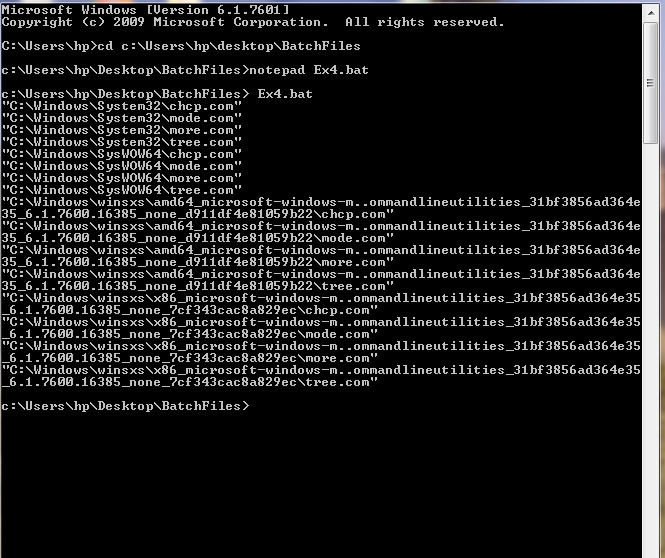 Microsoft Windows [Version 6.1.7601]
Copyright (c) 2009 Microsoft Corporation.  All rights reserved.
C:\Users\hp>cd c:\Users\hp\desktop\BatchFiles
c:\Users\hp\Desktop\BatchFiles>notepad Ex4.bat
c:\Users\hp\Desktop\BatchFiles> Ex4.bat
"C:\Windows\System32\chcp.com"
"C:\Windows\System32\mode.com"
"C:\Windows\System32\more.com"
"C:\Windows\System32\tree.com"
"C:\Windows\SysWOW64\chcp.com"
"C:\Windows\SysWOW64\mode.com"
"C:\Windows\SysWOW64\more.com"
"C:\Windows\SysWOW64\tree.com"
"C:\Windows\winsxs\amd64_microsoft-windows-m..ommandlineutilities_31bf3856ad364e
35_6.1.7600.16385_none_d911df4e81059b22\chcp.com"
"C:\Windows\winsxs\amd64_microsoft-windows-m..ommandlineutilities_31bf3856ad364e
35_6.1.7600.16385_none_d911df4e81059b22\mode.com"
"C:\Windows\winsxs\amd64_microsoft-windows-m..ommandlineutilities_31bf3856ad364e
35_6.1.7600.16385_none_d911df4e81059b22\more.com"
"C:\Windows\winsxs\amd64_microsoft-windows-m..ommandlineutilities_31bf3856ad364e
35_6.1.7600.16385_none_d911df4e81059b22\tree.com"
"C:\Windows\winsxs\x86_microsoft-windows-m..ommandlineutilities_31bf3856ad364e35
_6.1.7600.16385_none_7cf343cac8a829ec\chcp.com"
"C:\Windows\winsxs\x86_microsoft-windows-m..ommandlineutilities_31bf3856ad364e35
_6.1.7600.16385_none_7cf343cac8a829ec\mode.com"
"C:\Windows\winsxs\x86_microsoft-windows-m..ommandlineutilities_31bf3856ad364e35
_6.1.7600.16385_none_7cf343cac8a829ec\more.com"
"C:\Windows\winsxs\x86_microsoft-windows-m..ommandlineutilities_31bf3856ad364e35
_6.1.7600.16385_none_7cf343cac8a829ec\tree.com"
c:\Users\hp\Desktop\BatchFiles>